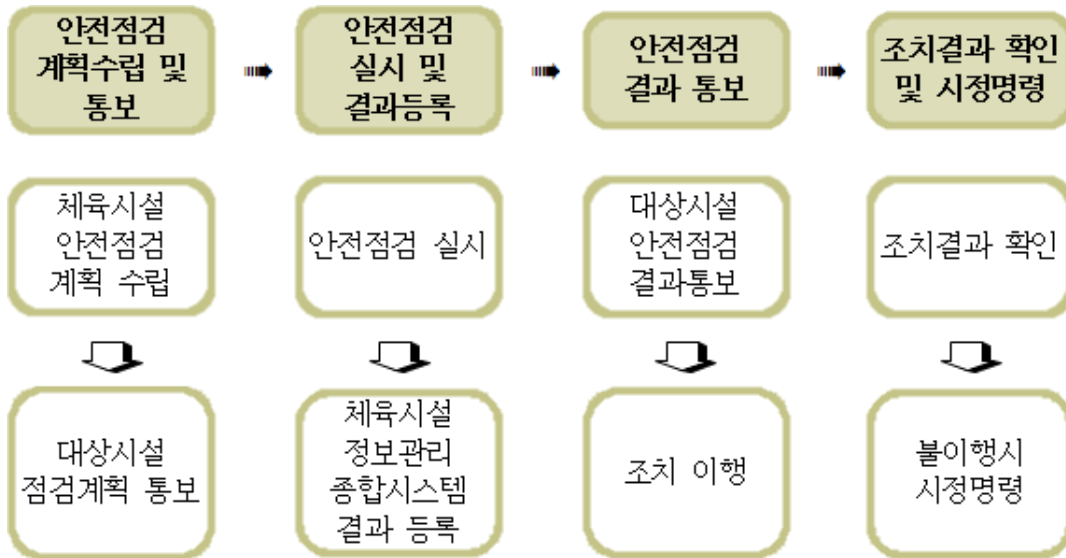 안전점검
계획수립 및
통보
안전점검
실시 및
결과등록
안전점검
결과 통보
조치결과 확인
및 시정명령
체육시설
안전점검
계획 수립
안전점검 실시
대상시설
안전점검
결과통보
조치결과 확인
대상시설
점검계획 통보
체육시설
정보관리
종합시스템
결과 등록
조치 이행
불이행시
시정명령